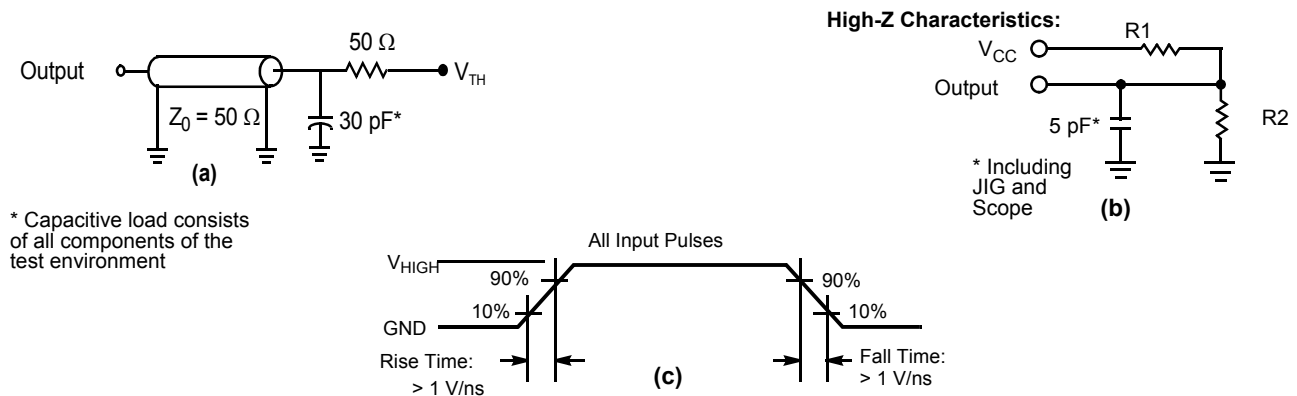 High-Z Characteristics:
50 Ω
Output
V_TH
Z_0 = 50 Ω
30 pF*
(a)
* Capacitive load consists
of all components of the
test environment
R1
V_CC
Output
5 pF*
R2
* Including
JIG and
Scope
(b)
All Input Pulses
V_HIGH
90%
90%
10%
10%
GND
Rise Time:
> 1 V/ns
(c)
Fall Time:
> 1 V/ns